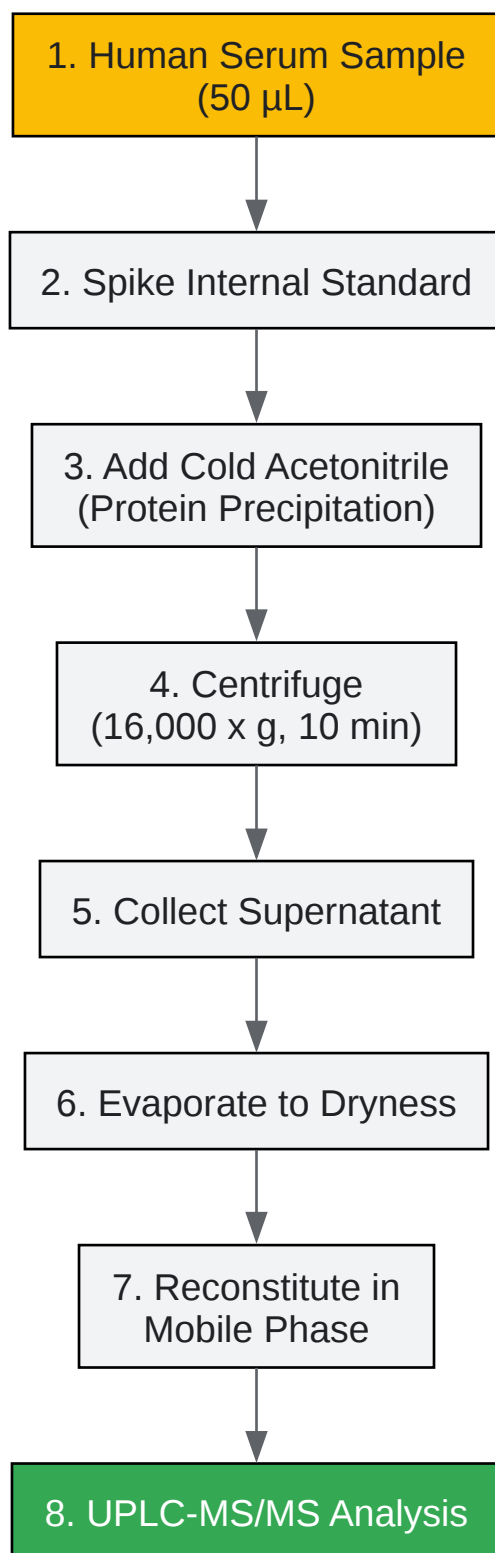 1. Human Serum Sample
(50 µL)
2. Spike Internal Standard
3. Add Cold Acetonitrile
(Protein Precipitation)
4. Centrifuge
(16,000 x g, 10 min)
5. Collect Supernatant
6. Evaporate to Dryness
7. Reconstitute in
Mobile Phase
8. UPLC-MS/MS Analysis